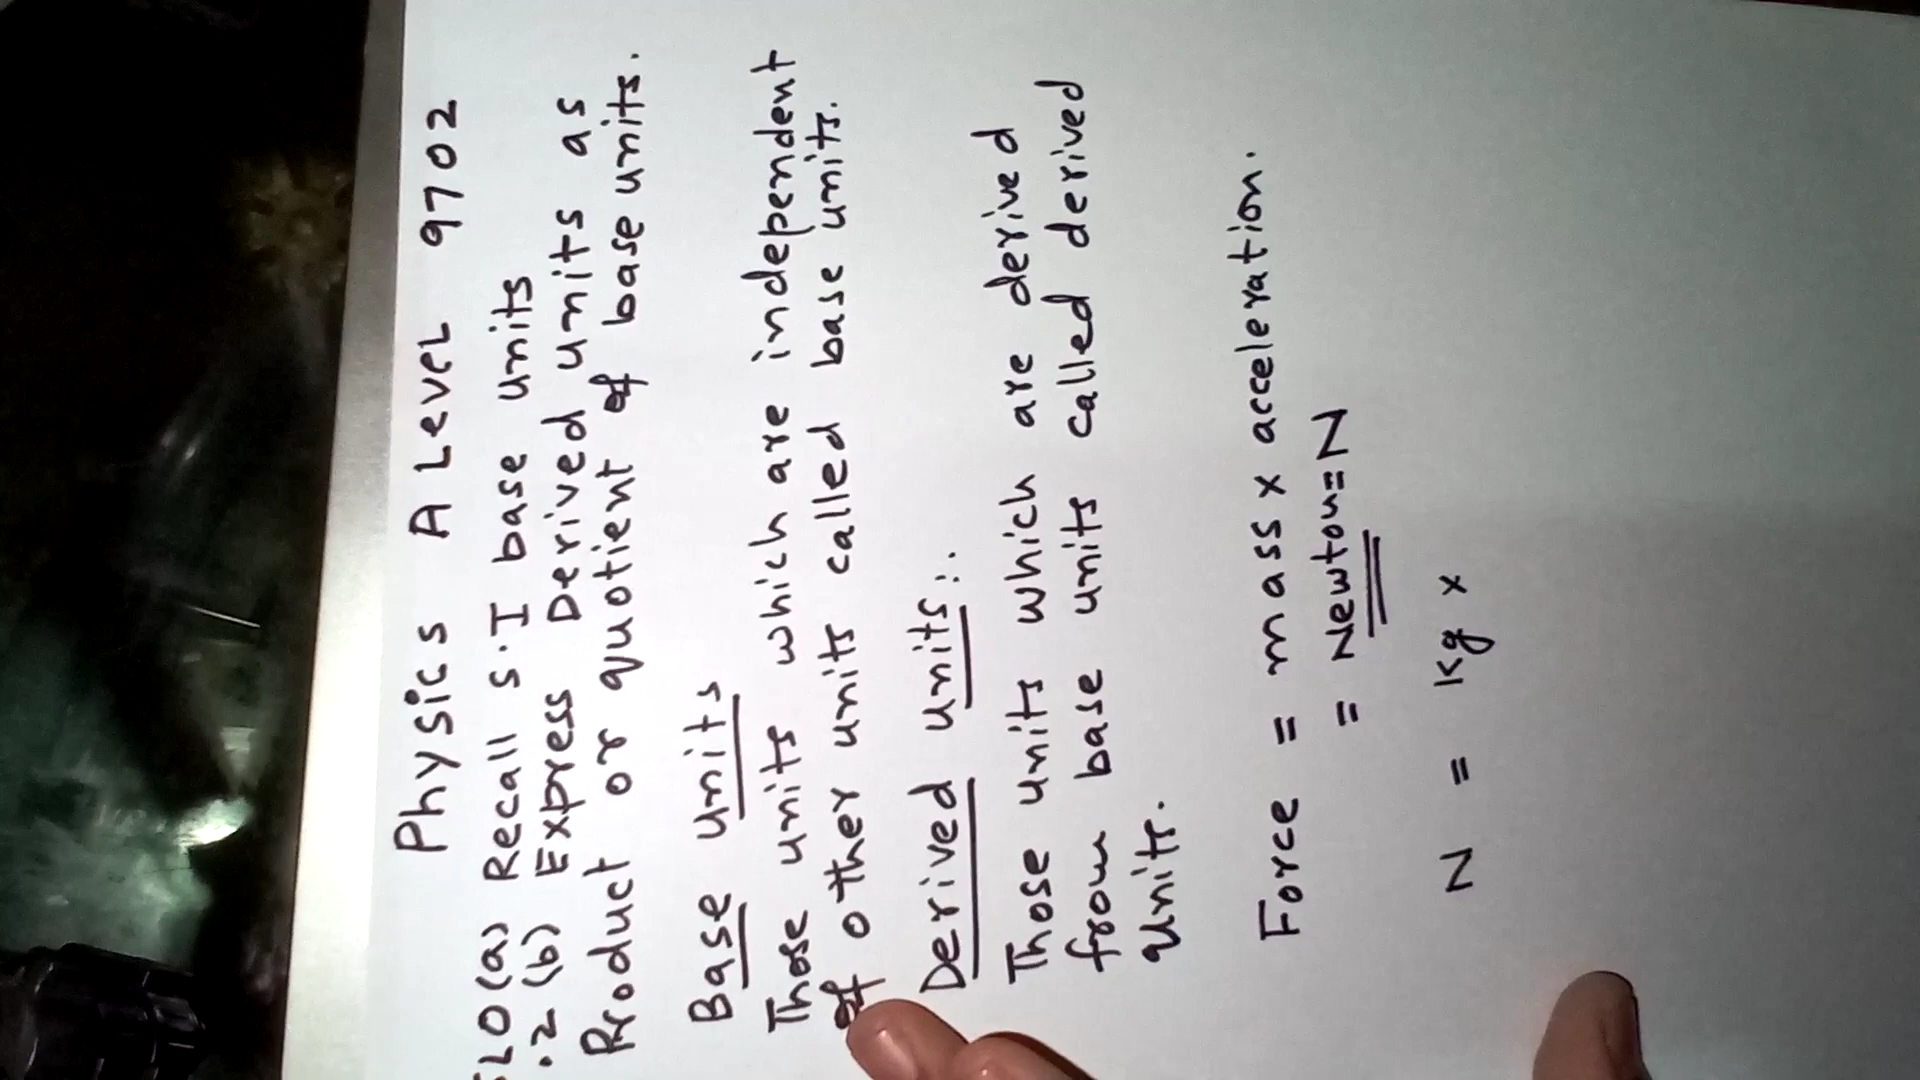 Physics A Level 9702
SLO(a) Recall S.I base units
.2(b) Express Derived units as
Product or quotient of base units.
Base units
Those units which are independent
of other units called base units.
Derived units:.
Those units which are derived
from base units called derived
units.
Force = mass x acceleration.
= Newton = N
N = kg x